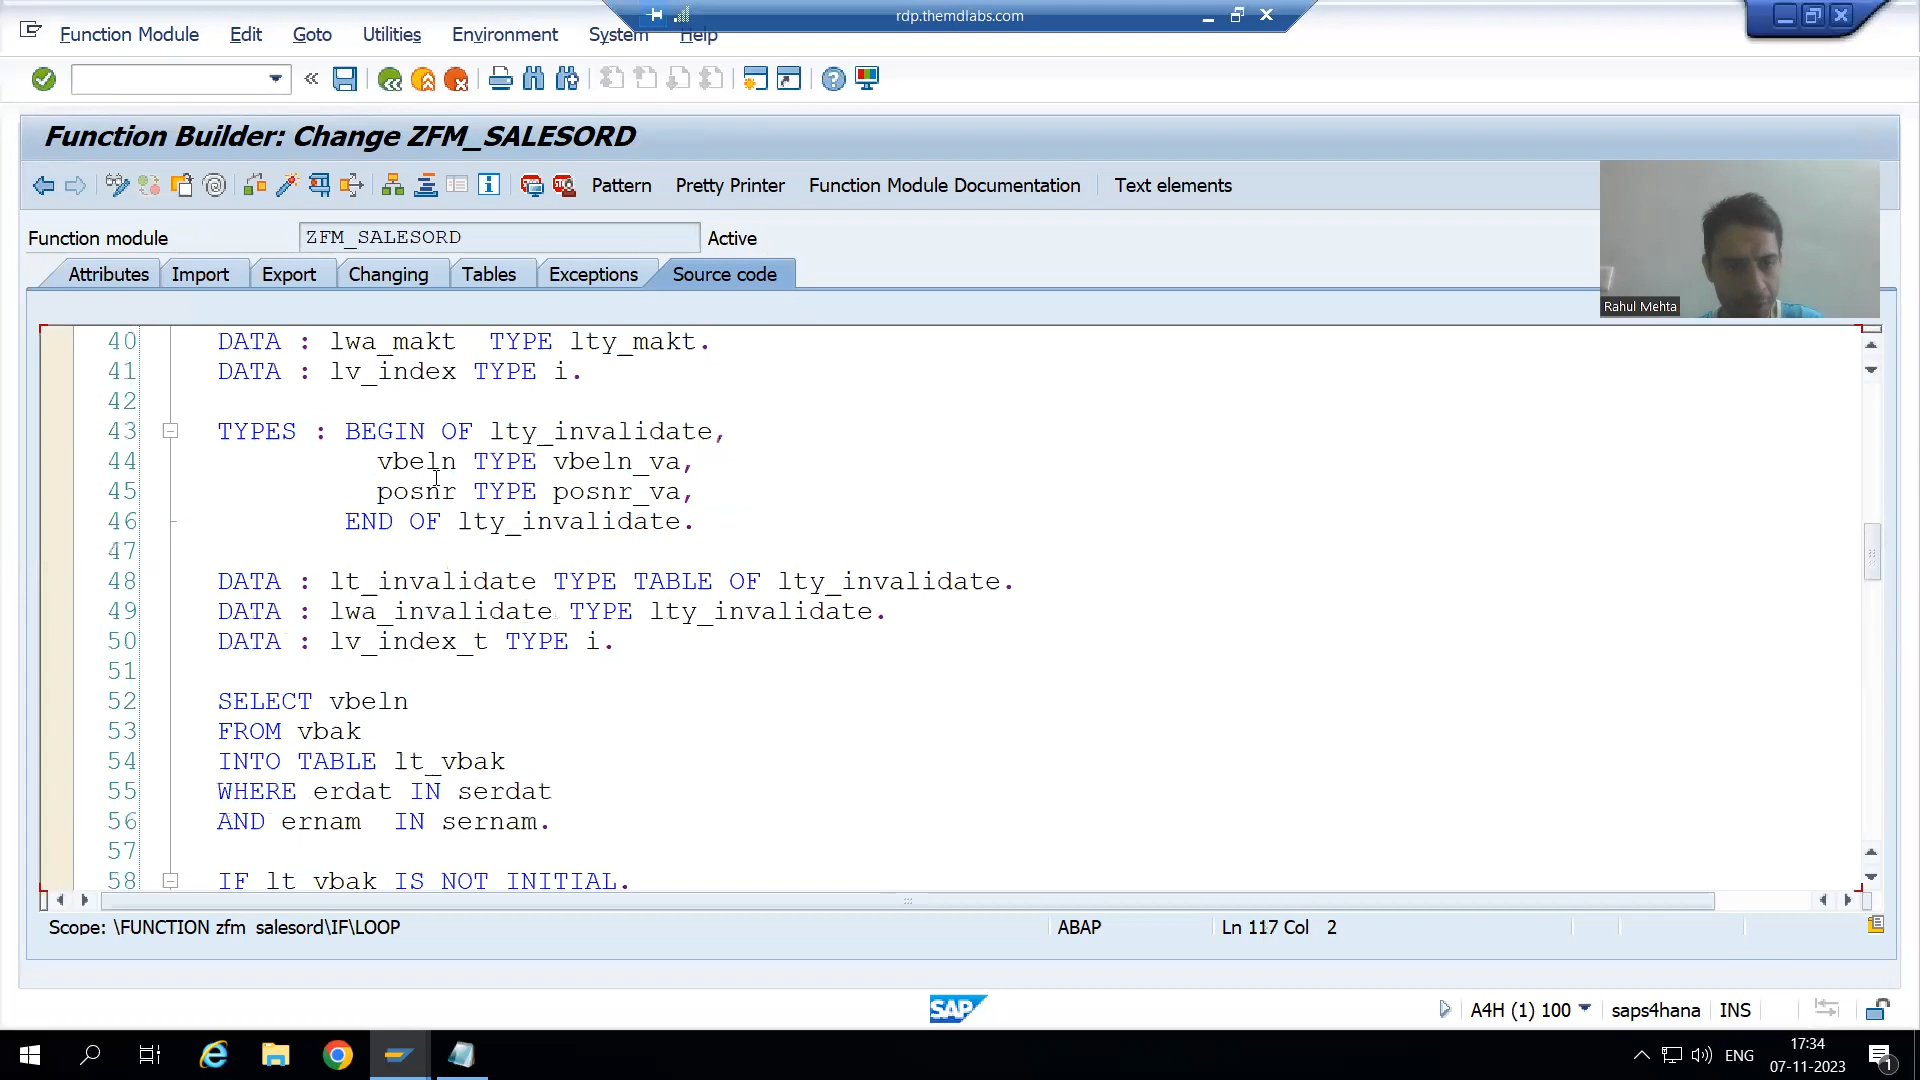 rdp.themdlabs.com
Function Module Edit Goto Utilities Environment System Help
Function Builder: Change ZFM_SALESORD
Pattern Pretty Printer Function Module Documentation Text elements
Function module ZFM_SALESORD Active
Attributes Import Export Changing Tables Exceptions Source code
Rahul Mehta
40 DATA : lwa_makt TYPE lty_makt.
41 DATA : lv_index TYPE i.
42
43 TYPES : BEGIN OF lty_invalidate,
44 vbeln TYPE vbeln_va,
45 posnr TYPE posnr_va,
46 END OF lty_invalidate.
47
48 DATA : lt_invalidate TYPE TABLE OF lty_invalidate.
49 DATA : lwa_invalidate TYPE lty_invalidate.
50 DATA : lv_index_t TYPE i.
51
52 SELECT vbeln
53 FROM vbak
54 INTO TABLE lt_vbak
55 WHERE erdat IN serdat
56 AND ernam IN sernam.
57
58 IF lt_vbak IS NOT INITIAL.
Scope: \FUNCTION zfm_salesord\IF\LOOP ABAP Ln 117 Col 2
SAP A4H (1) 100 saps4hana INS
ENG 17:34
07-11-2023 1